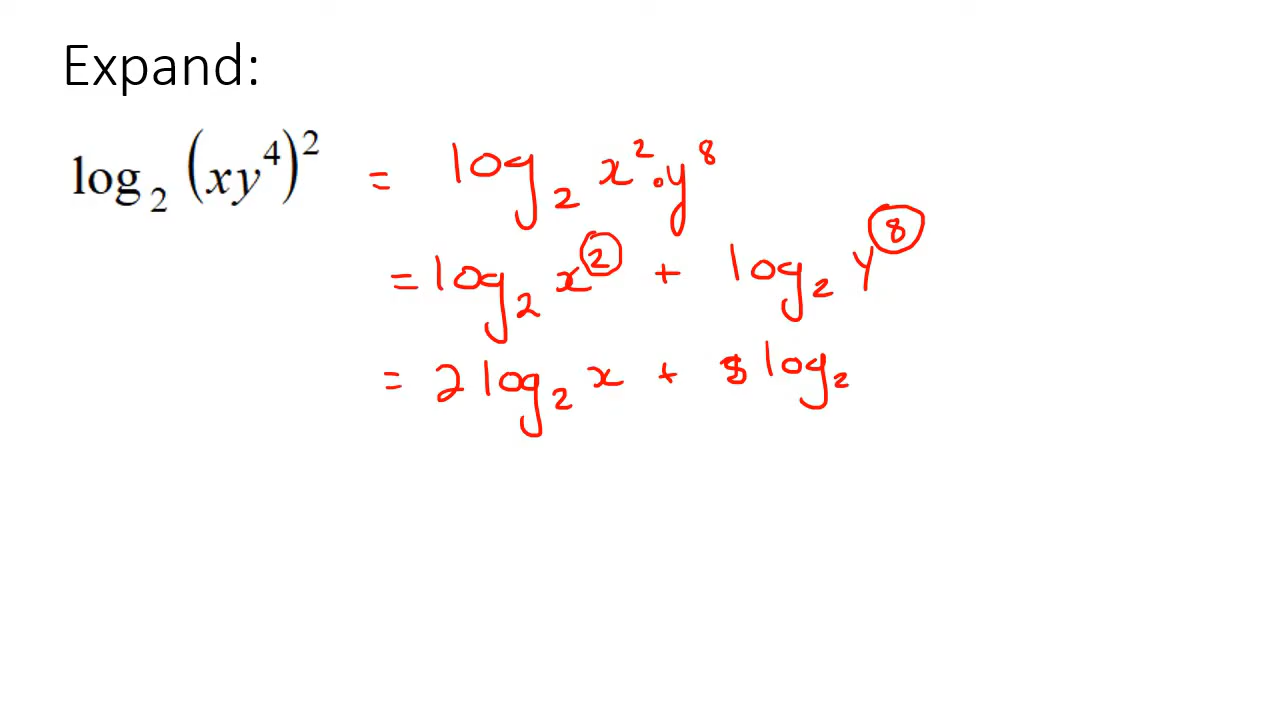 Expand:
log₂ (xy⁴)² = log₂ x²·y⁸
= log₂ x² + log₂ y⁸
= 2 log₂ x + 8 log₂